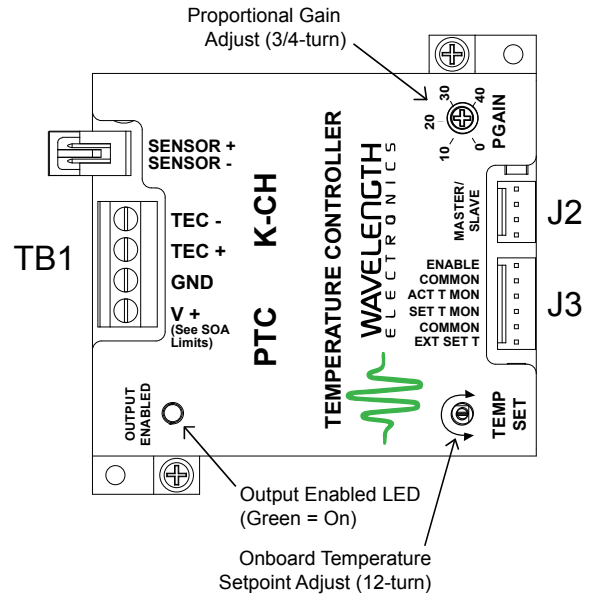 Proportional Gain
Adjust (3/4-turn)
SENSOR +
SENSOR -
TB1
TEC -
TEC +
GND
V +
(See SOA
Limits)
OUTPUT
ENABLED
PTC K-CH
TEMPERATURE CONTROLLER
WAVELENGTH
ELECTRONICS
0
10
20
30
40
PGAIN
MASTER/
SLAVE
J2
ENABLE
COMMON
ACT T MON
SET T MON
COMMON
EXT SET T
J3
TEMP
SET
Output Enabled LED
(Green = On)
Onboard Temperature
Setpoint Adjust (12-turn)